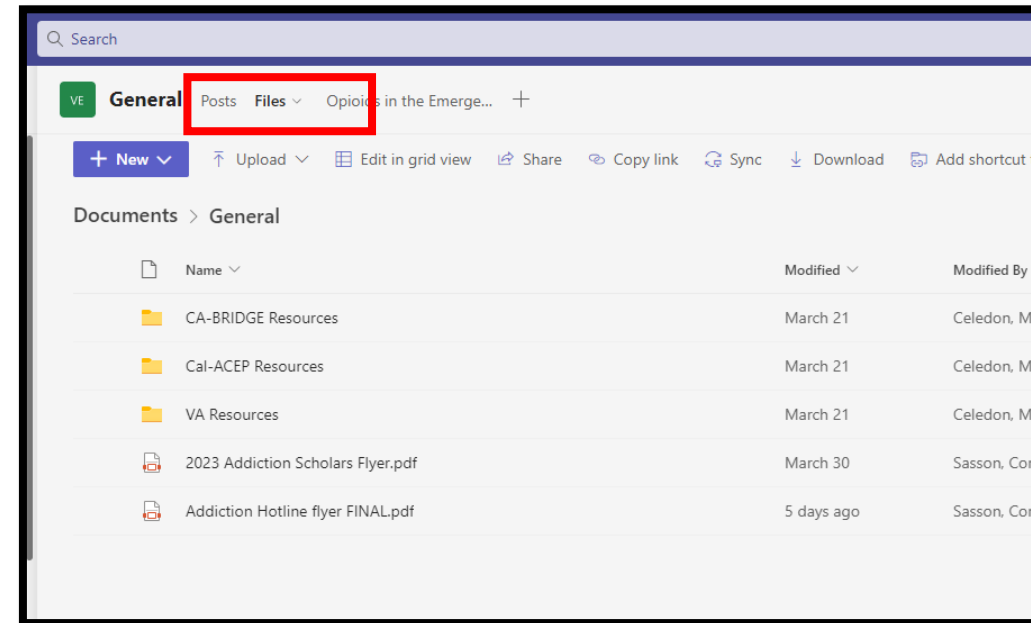 Search
VE General Posts Files Opioids in the Emerge...
New Upload Edit in grid view Share Copy link Sync Download Add shortcut
Documents > General
Name Modified Modified By
CA-BRIDGE Resources March 21 Celedon, M
Cal-ACEP Resources March 21 Celedon, M
VA Resources March 21 Celedon, M
2023 Addiction Scholars Flyer.pdf March 30 Sasson, Co
Addiction Hotline flyer FINAL.pdf 5 days ago Sasson, Co